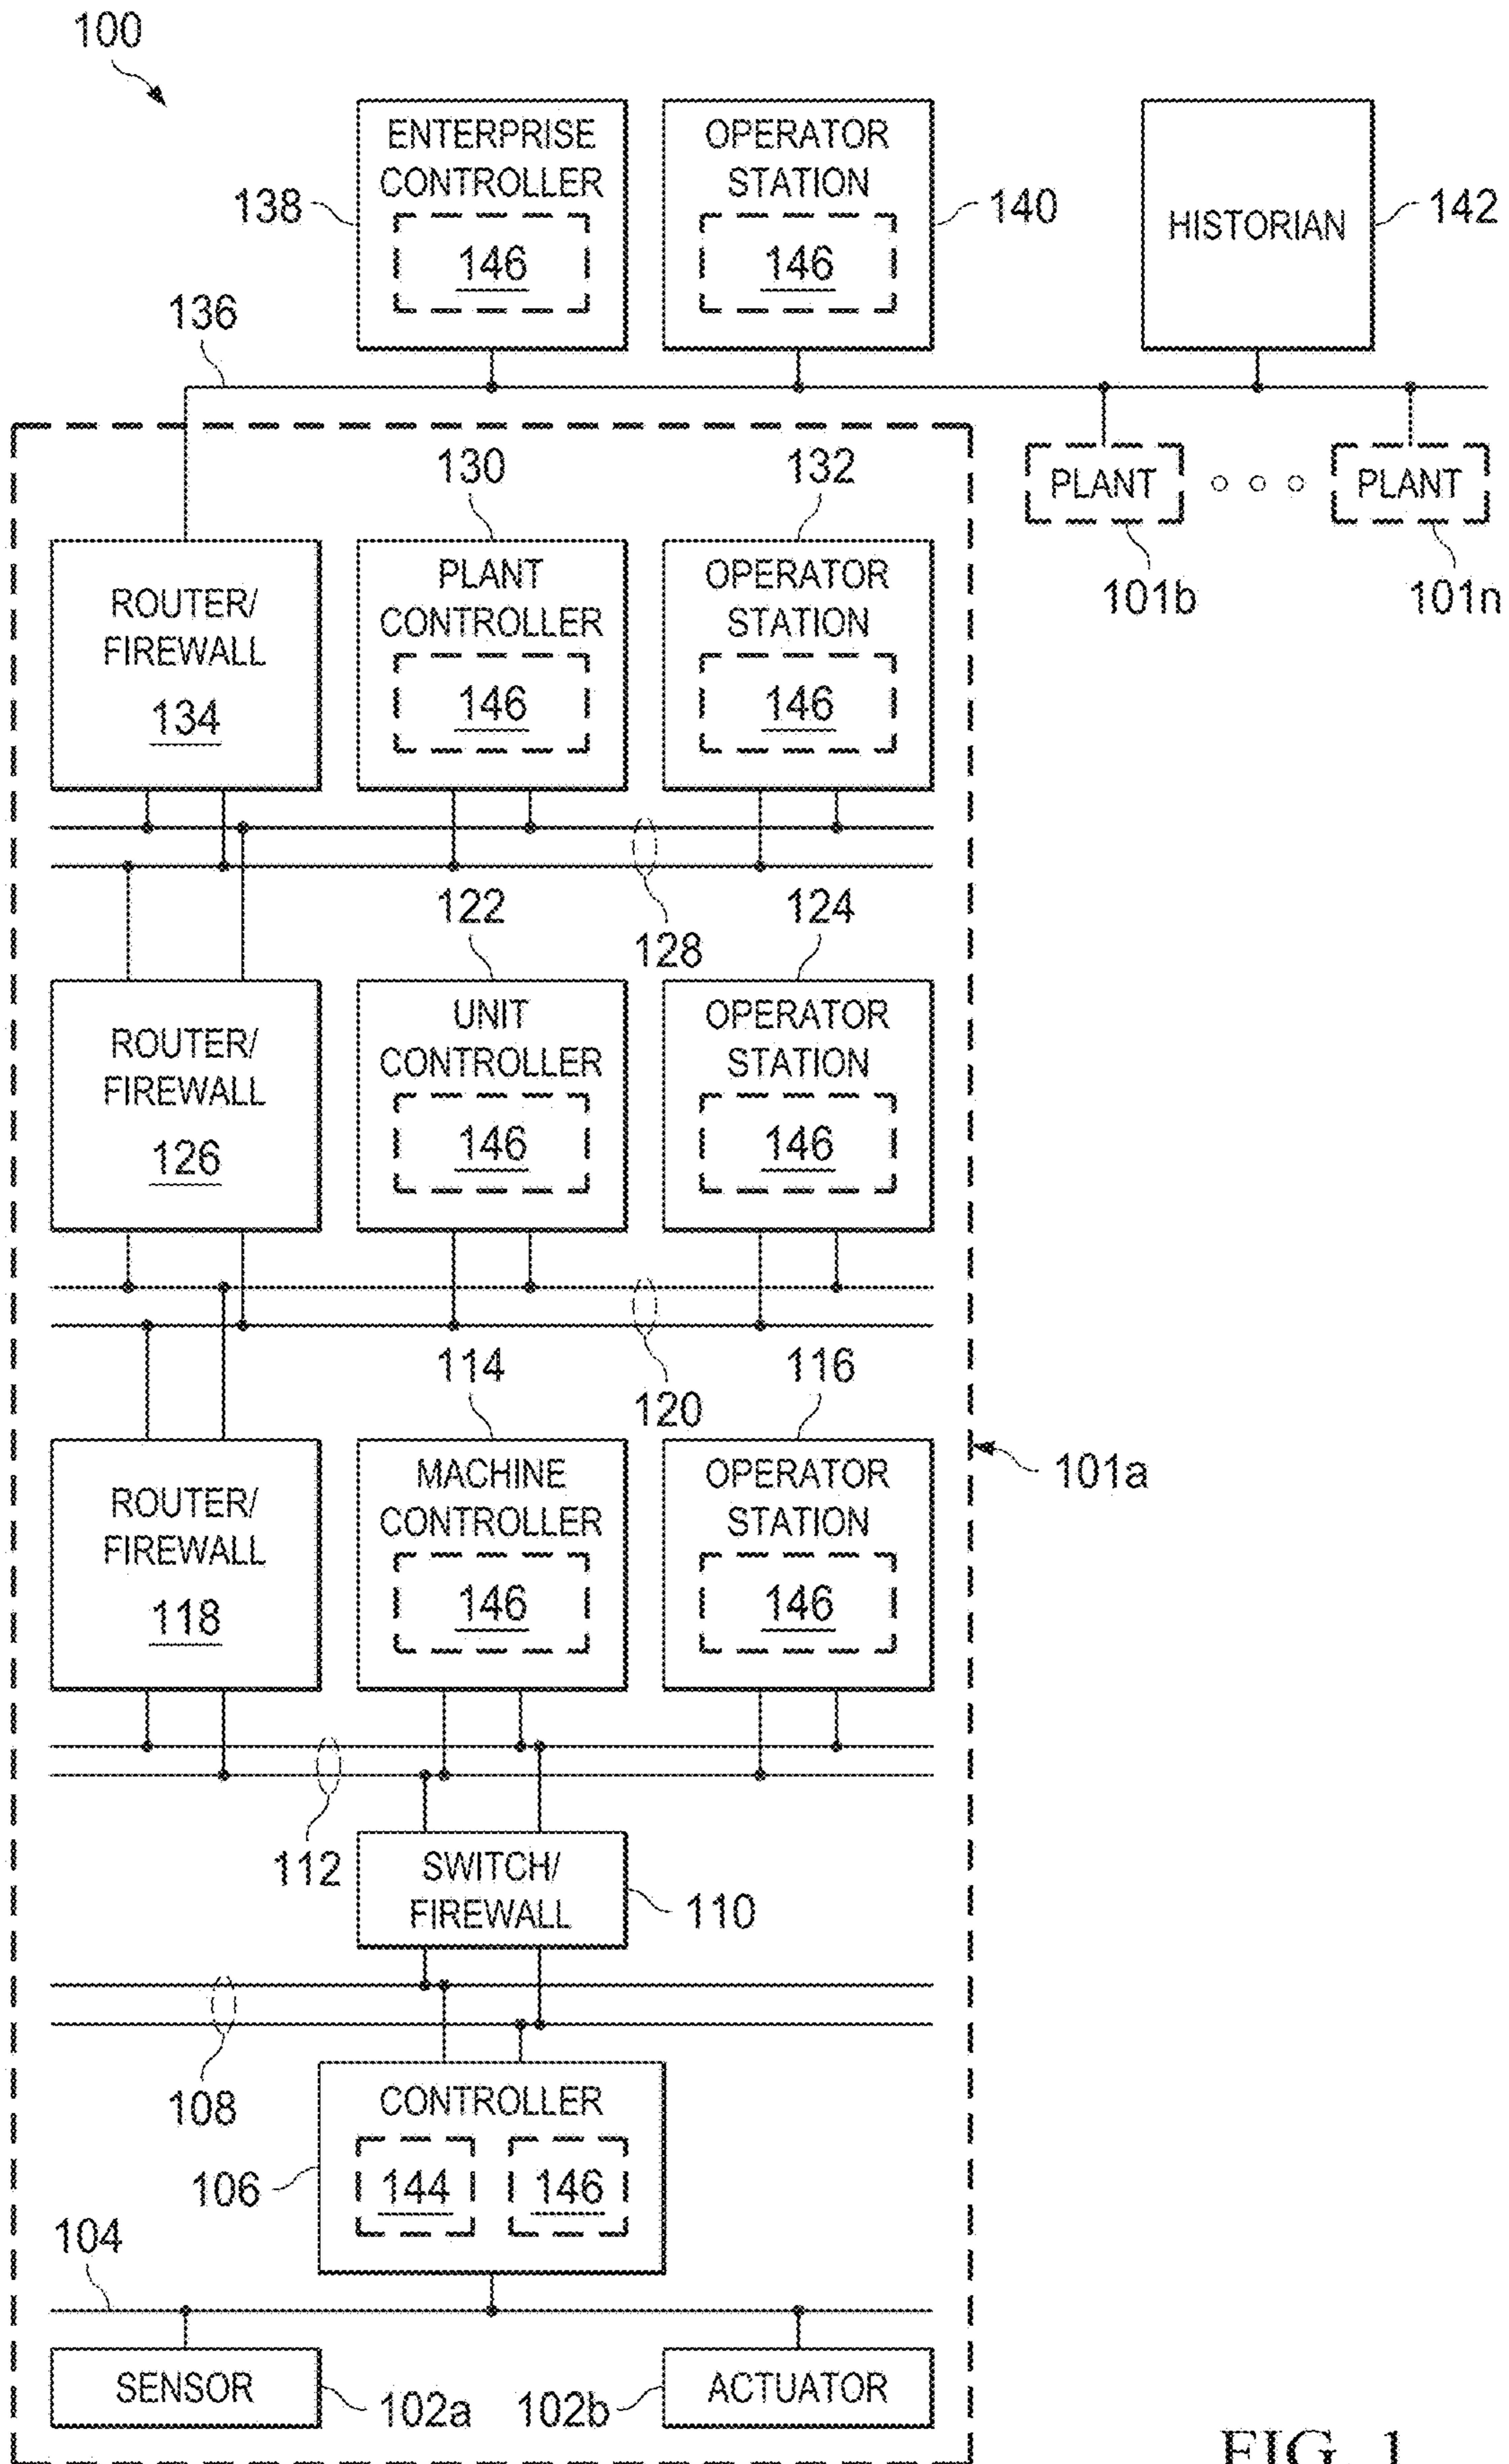 100
ENTERPRISE
CONTROLLER
146
138
OPERATOR
STATION
146
140
HISTORIAN
142
136
PLANT
101b
PLANT
101n
130
132
ROUTER/
FIREWALL
134
PLANT
CONTROLLER
146
OPERATOR
STATION
146
128
122
124
ROUTER/
FIREWALL
126
UNIT
CONTROLLER
146
OPERATOR
STATION
146
120
114
116
ROUTER/
FIREWALL
118
MACHINE
CONTROLLER
146
OPERATOR
STATION
146
101a
112
SWITCH/
FIREWALL
110
108
CONTROLLER
144
146
106
104
SENSOR
102a
102b
ACTUATOR
FIG. 1